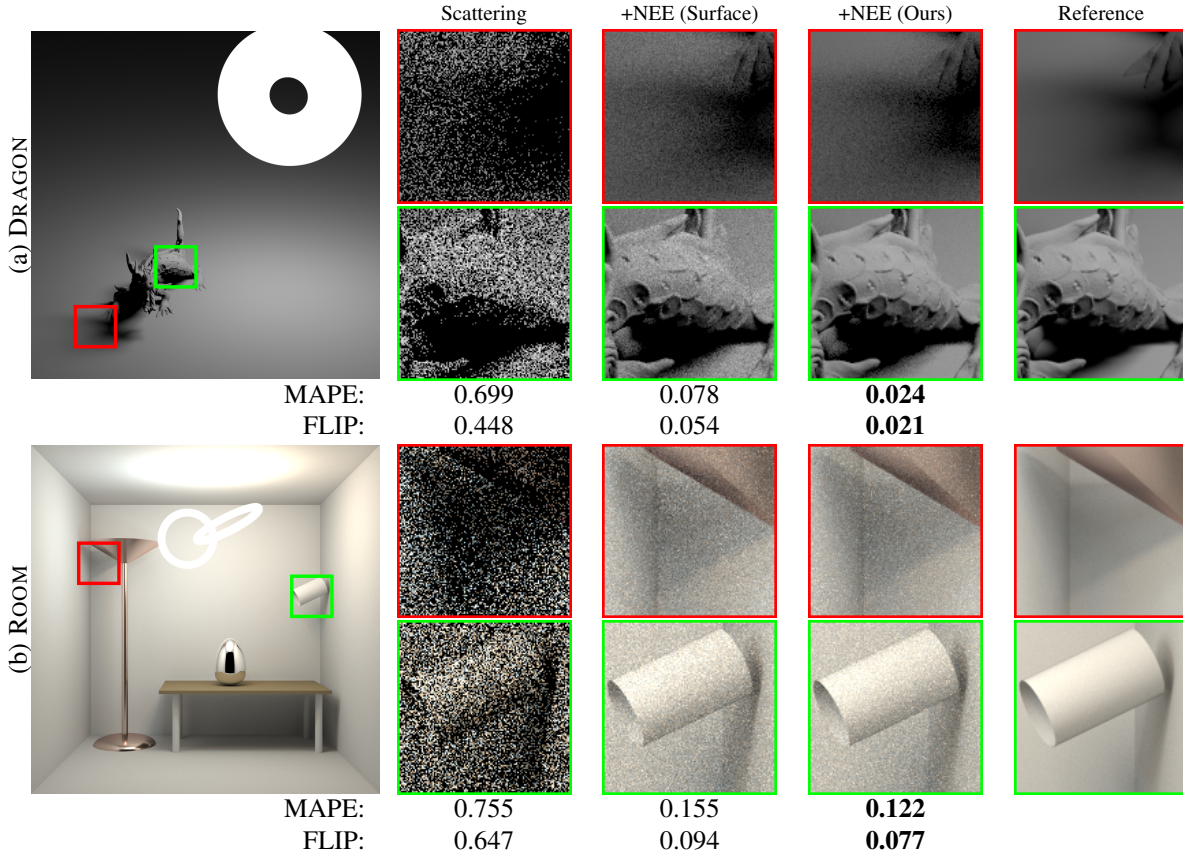 Scattering +NEE (Surface) +NEE (Ours) Reference
(a) DRAGON
MAPE: 0.699 0.078 0.024
FLIP: 0.448 0.054 0.021
(b) ROOM
MAPE: 0.755 0.155 0.122
FLIP: 0.647 0.094 0.077